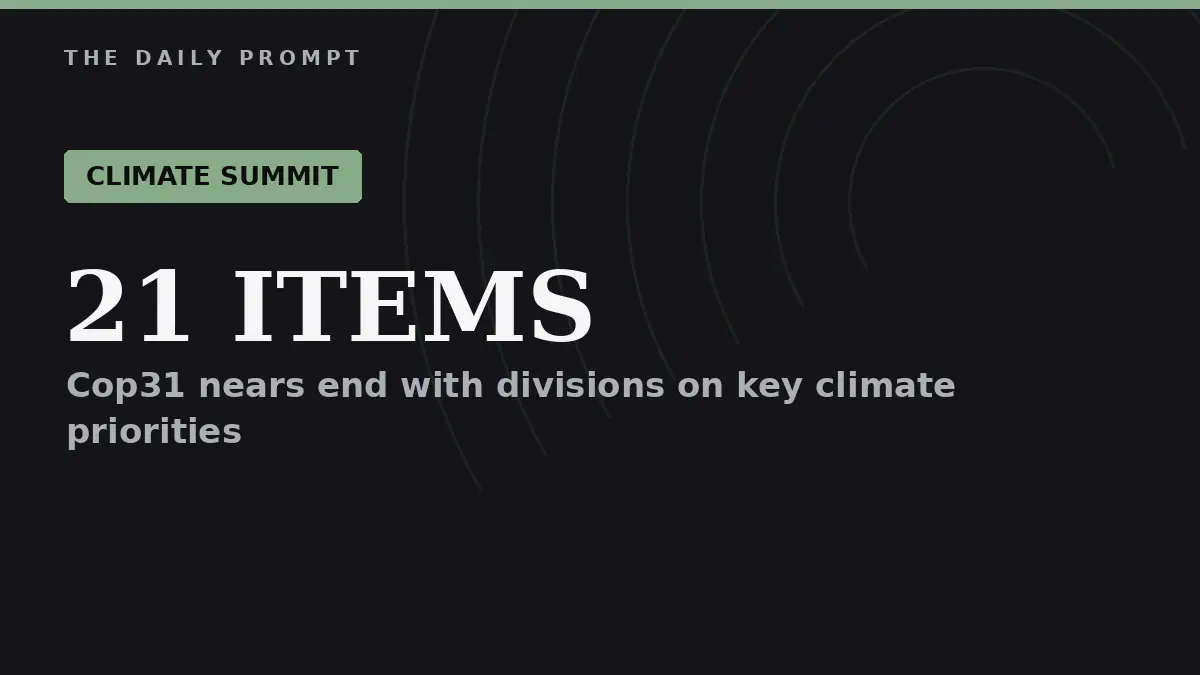 THE DAILY PROMPT
CLIMATE SUMMIT
21 ITEMS
Cop31 nears end with divisions on key climate
priorities